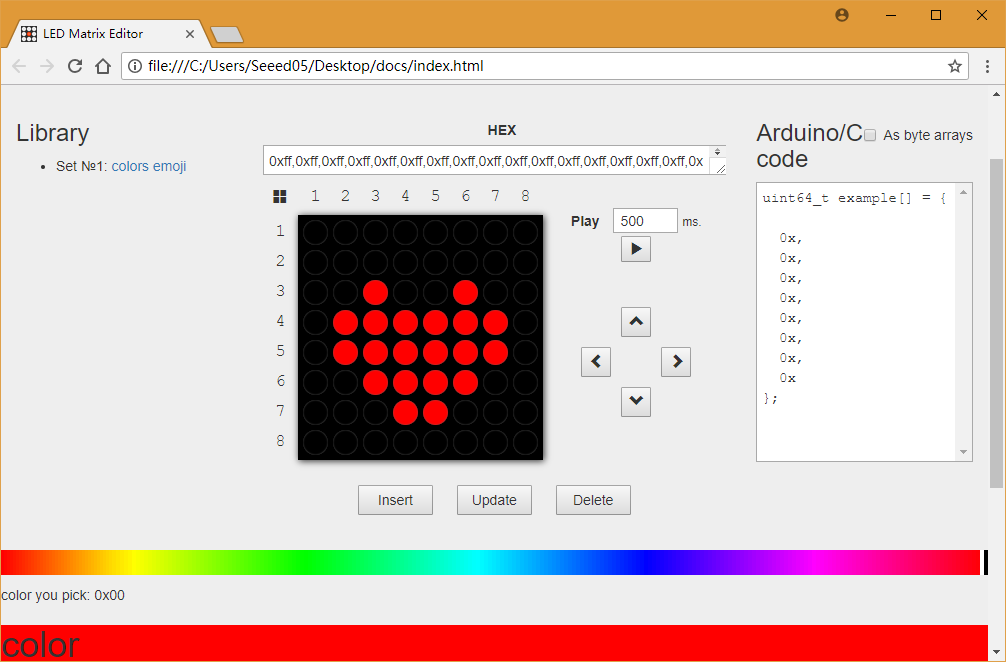 LED Matrix Editor
file:///C:/Users/Seeed05/Desktop/docs/index.html
Library
Set №1: colors emoji
HEX
0xff,0xff,0xff,0xff,0xff,0xff,0xff,0xff,0xff,0xff,0xff,0xff,0xff,0xff,0xff,0xff,0x
1 2 3 4 5 6 7 8
1
2
3
4
5
6
7
8
Play 500 ms.
Insert Update Delete
Arduino/C As byte arrays
code
uint64_t example[] = {
0x,
0x,
0x,
0x,
0x,
0x,
0x,
0x
};
color you pick: 0x00
color